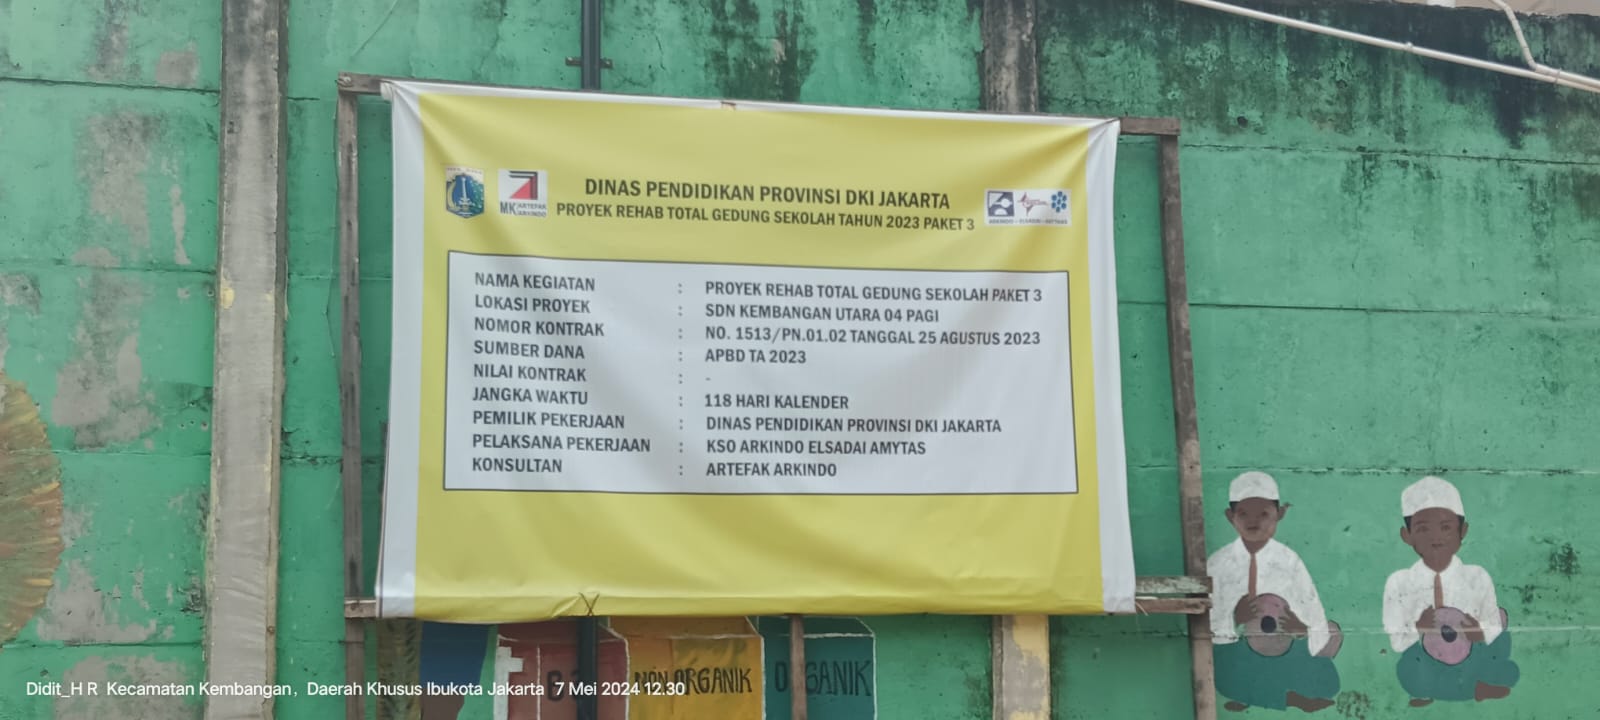 DINAS PENDIDIKAN PROVINSI DKI JAKARTA
PROYEK REHAB TOTAL GEDUNG SEKOLAH TAHUN 2023 PAKET 3
MK ARTEFAK ARKINDO
NAMA KEGIATAN : PROYEK REHAB TOTAL GEDUNG SEKOLAH PAKET 3
LOKASI PROYEK : SDN KEMBANGAN UTARA 04 PAGI
NOMOR KONTRAK : NO. 1513/PN.01.02 TANGGAL 25 AGUSTUS 2023
SUMBER DANA : APBD TA 2023
NILAI KONTRAK : -
JANGKA WAKTU : 118 HARI KALENDER
PEMILIK PEKERJAAN : DINAS PENDIDIKAN PROVINSI DKI JAKARTA
PELAKSANA PEKERJAAN : KSO ARKINDO ELSADAI AMYTAS
KONSULTAN : ARTEFAK ARKINDO
NON ORGANIK
ORGANIK
Didit_H R Kecamatan Kembangan, Daerah Khusus Ibukota Jakarta 7 Mei 2024 12.30